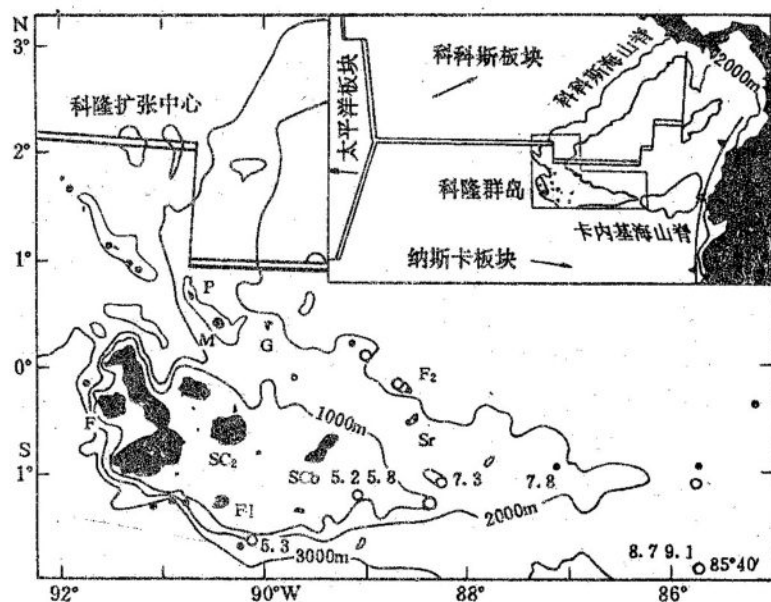 N
3°
2°
1°
0°
S
1°
科隆扩张中心
太平洋板块
科科斯板块
科科斯海山脊
2000m
科隆群岛
卡内基海山脊
纳斯卡板块
P
M
G
F₂
F
1000m
Sr
SC₂
SCb
5.2 5.8
7.3
7.8
2000m
5.3
3000m
8.7 9.1
85°40′
92°
90°W
88°
86°